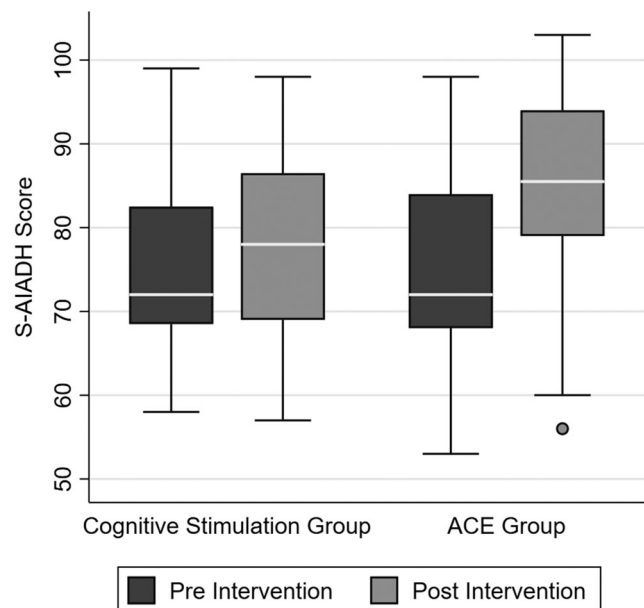 S-AIADH Score
100
90
80
70
60
50
Cognitive Stimulation Group
ACE Group
Pre Intervention
Post Intervention